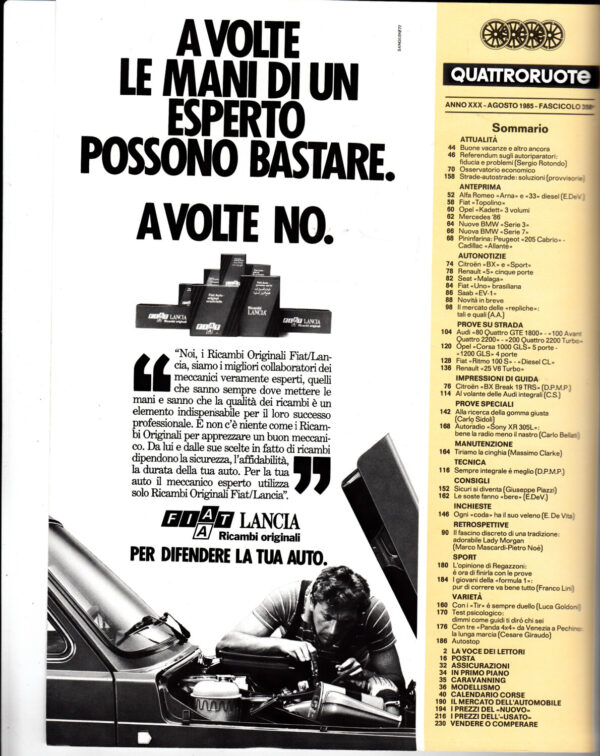 A VOLTE
LE MANI DI UN
ESPERTO
POSSONO BASTARE.
A VOLTE NO.
FIAT LANCIA
Ricambi originali
LANCIA
"Noi, i Ricambi Originali Fiat/Lan-
cia, siamo i migliori collaboratori dei
meccanici veramente esperti, quelli
che sanno sempre dove mettere le
mani e sanno che la qualità dei ricambi è un
elemento indispensabile per il loro successo
professionale. E non c'è niente come i Ricam-
bi Originali per apprezzare un buon meccani-
co. Da lui e dalle sue scelte in fatto di ricambi
dipendono la sicurezza, l'affidabilità,
la durata della tua auto. Per la tua
auto il meccanico esperto utilizza
solo Ricambi Originali Fiat/Lancia".
FIAT LANCIA
A Ricambi originali
PER DIFENDERE LA TUA AUTO.
QUATTRORUOTE
ANNO XXX - AGOSTO 1985 - FASCICOLO
Sommario
ATTUALITÀ
44 Buone vacanze e altro ancora
46 Referendum sugli autoriparatori:
fiducia e problemi (Sergio Rotondo)
70 Osservatorio economico
158 Strade-autostrade: soluzioni (provvisorie)
ANTEPRIMA
52 Alfa Romeo «Arna» e «33» diesel (E.DeV.)
58 Fiat «Topolino»
60 Opel «Kadett» 3 volumi
62 Mercedes '86
64 Nuove BMW «Serie 3»
66 Nuova BMW «Serie 7»
68 Pininfarina: Peugeot «205 Cabrio» -
Cadillac «Allanté»
AUTONOTIZIE
74 Citroën «BX» e «Sport»
78 Renault «5» cinque porte
82 Seat «Malaga»
84 Fiat «Uno» brasiliana
86 Saab «EV-1»
88 Novità in breve
98 Il mercato delle «repliche»:
tali e quali (A.A.)
PROVE SU STRADA
104 Audi «80 Quattro GTE 1800» - «100 Avant
Quattro 2200» - «200 Quattro 2200 Turbo»
120 Opel «Corsa 1000 GLS» 5 porte -
«1200 GLS» 4 porte
128 Fiat «Ritmo 100 S» - «Diesel CL»
136 Renault «25 V6 Turbo»
IMPRESSIONI DI GUIDA
76 Citroën «BX Break 19 TRS» (D.P.M.P.)
114 Al volante delle Audi integrali (C.S.)
PROVE SPECIALI
142 Alla ricerca della gomma giusta
(Carlo Sidoli)
168 Autoradio «Sony XR 305L»:
bene la radio meno il nastro (Carlo Bellati)
MANUTENZIONE
164 Tiriamo la cinghia (Massimo Clarke)
TECNICA
116 Sempre integrale è meglio (D.P.M.P.)
CONSIGLI
152 Sicuri si diventa (Giuseppe Piazzi)
162 Le soste fanno «bere» (E.DeV.)
INCHIESTE
146 Ogni «coda» ha il suo veleno (E. De Vita)
RETROSPETTIVE
90 Il fascino discreto di una tradizione:
adorabile Lady Morgan
(Marco Mascardi-Pietro Noé)
SPORT
180 L'opinione di Regazzoni:
è ora di finirla con le prove
184 I giovani della «formula 1»:
pur di correre va bene tutto (Franco Lini)
VARIETÀ
160 Con i «Tir» è sempre duello (Luca Goldoni)
170 Test psicologico:
dimmi come guidi ti dirò chi sei
176 Con tre «Panda 4x4» da Venezia a Pechino:
la lunga marcia (Cesare Giraudo)
186 Autostop
2 LA VOCE DEI LETTORI
16 POSTA
32 ASSICURAZIONI
34 IN PRIMO PIANO
35 CARAVANNING
36 MODELLISMO
40 CALENDARIO CORSE
190 IL MERCATO DELL'AUTOMOBILE
194 I PREZZI DEL «NUOVO»
216 I PREZZI DELL'«USATO»
230 VENDERE O COMPERARE